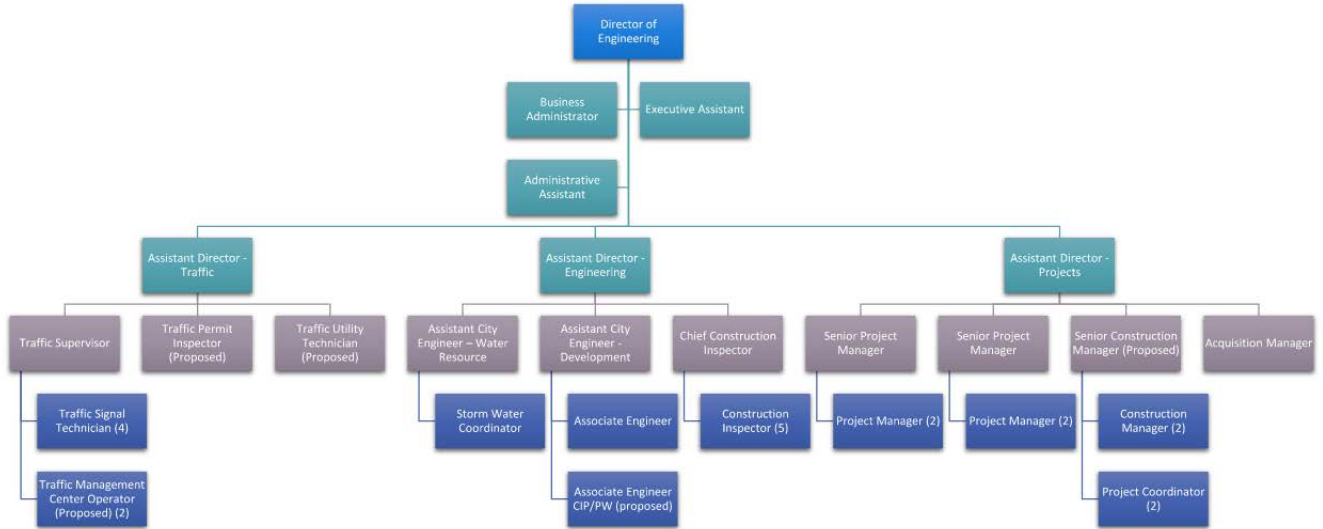 Director of
Engineering
Business
Administrator
Executive Assistant
Administrative
Assistant
Assistant Director -
Traffic
Assistant Director -
Engineering
Assistant Director -
Projects
Traffic Supervisor
Traffic Permit
Inspector
(Proposed)
Traffic Utility
Technician
(Proposed)
Assistant City
Engineer – Water
Resource
Assistant City
Engineer -
Development
Chief Construction
Inspector
Senior Project
Manager
Senior Project
Manager
Senior Construction
Manager (Proposed)
Acquisition Manager
Traffic Signal
Technician (4)
Storm Water
Coordinator
Associate Engineer
Construction
Inspector (5)
Project Manager (2)
Project Manager (2)
Construction
Manager (2)
Traffic Management
Center Operator
(Proposed) (2)
Associate Engineer
CIP/PW (proposed)
Project Coordinator
(2)